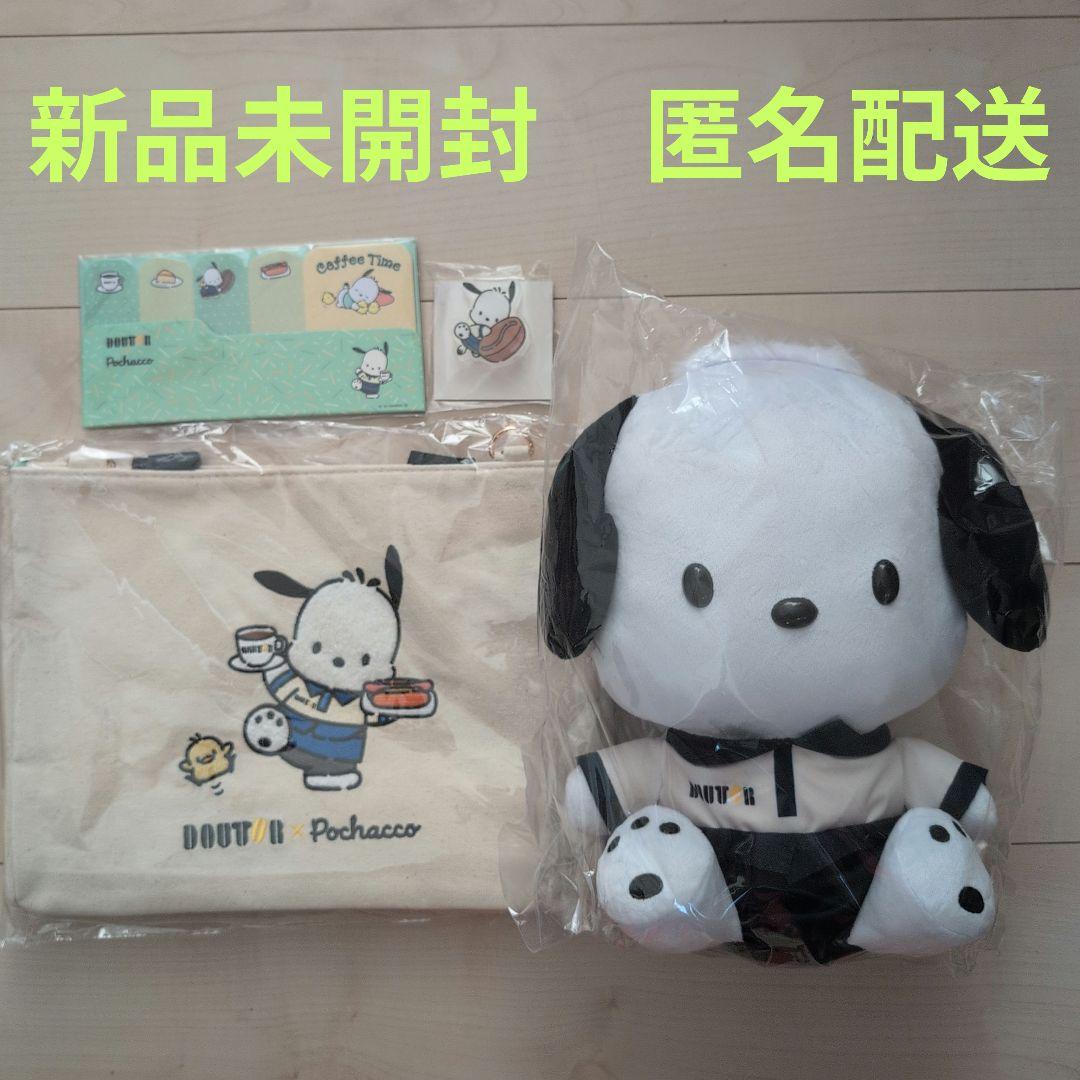 新品未開封 匿名配送
Coffee Time
DOUTOR
Pochacco
DOUTOR × Pochacco
DOUTOR